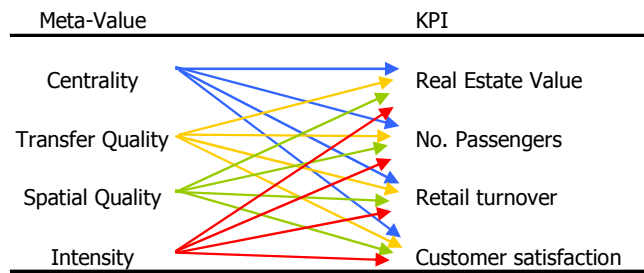 Meta-Value KPI
Centrality Real Estate Value
Transfer Quality No. Passengers
Spatial Quality Retail turnover
Intensity Customer satisfaction